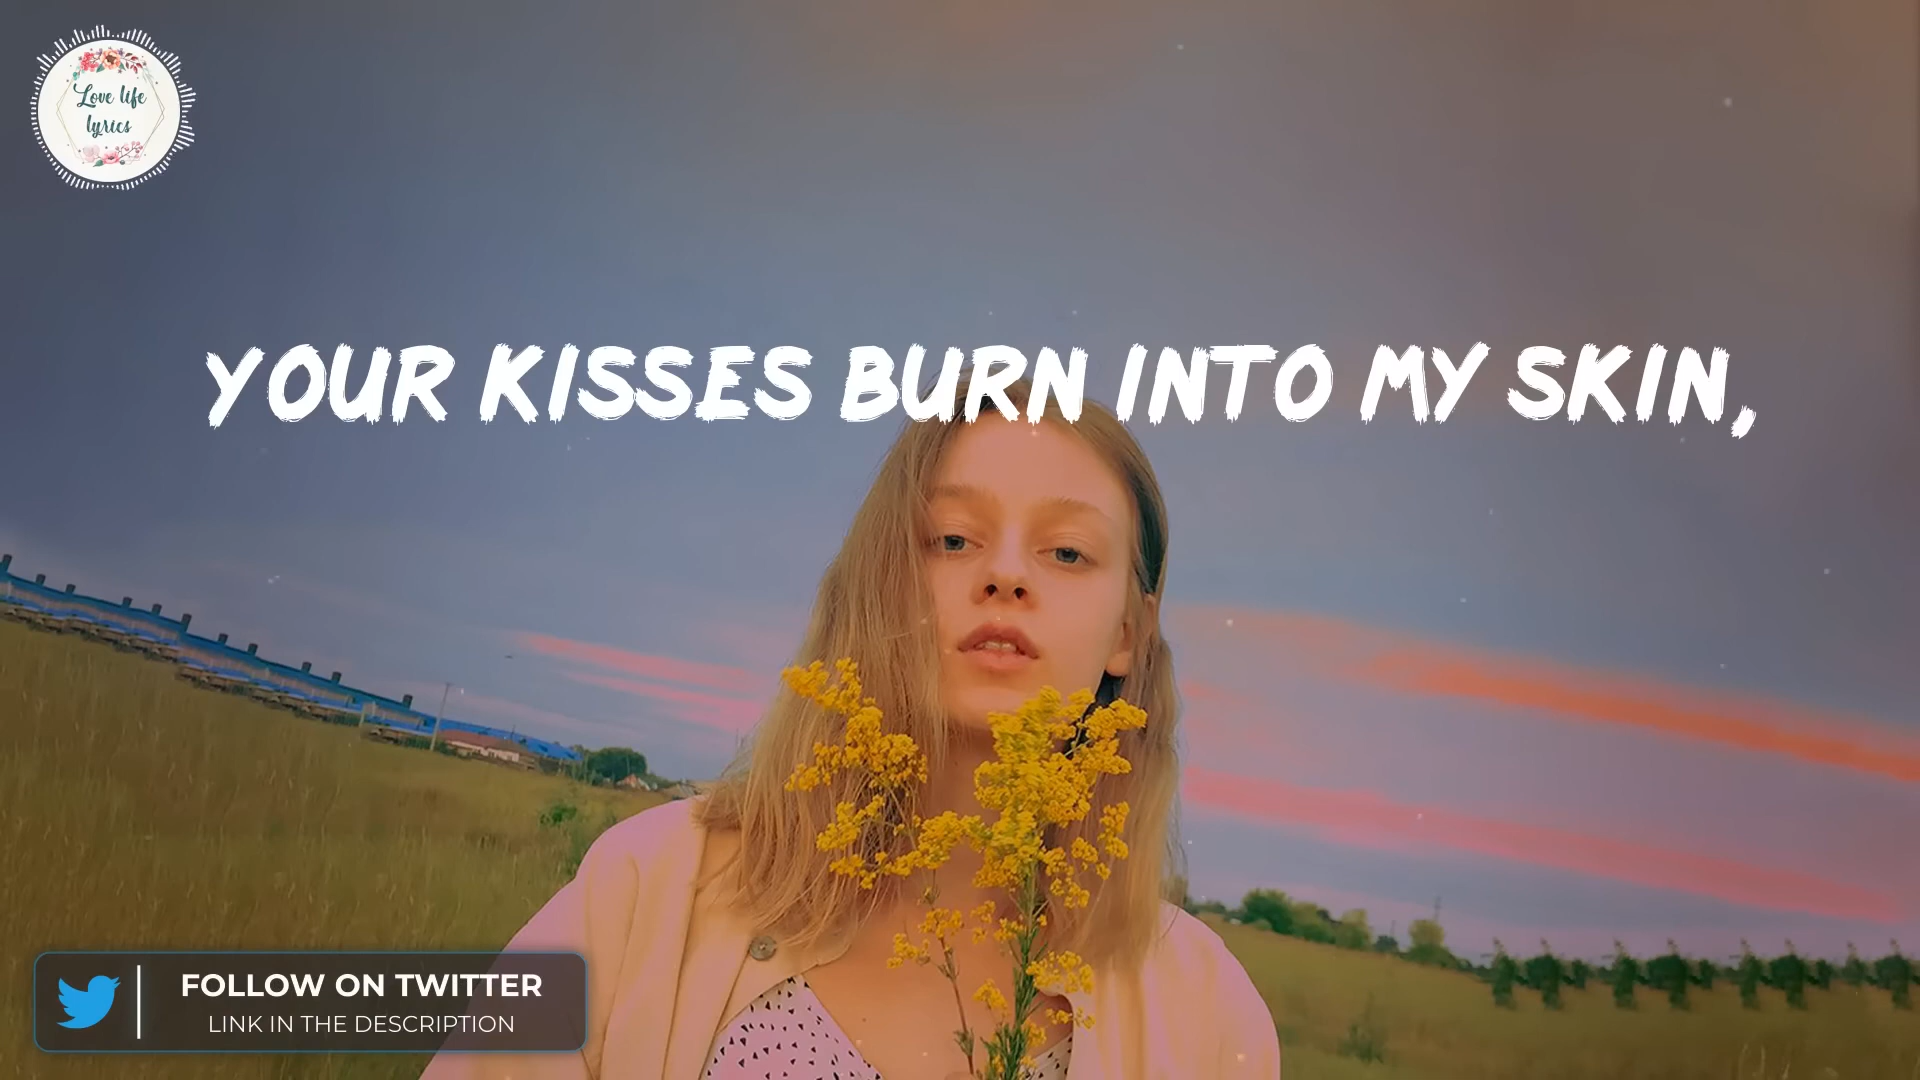 Love life
lyrics
YOUR KISSES BURN INTO MY SKIN,
FOLLOW ON TWITTER
LINK IN THE DESCRIPTION